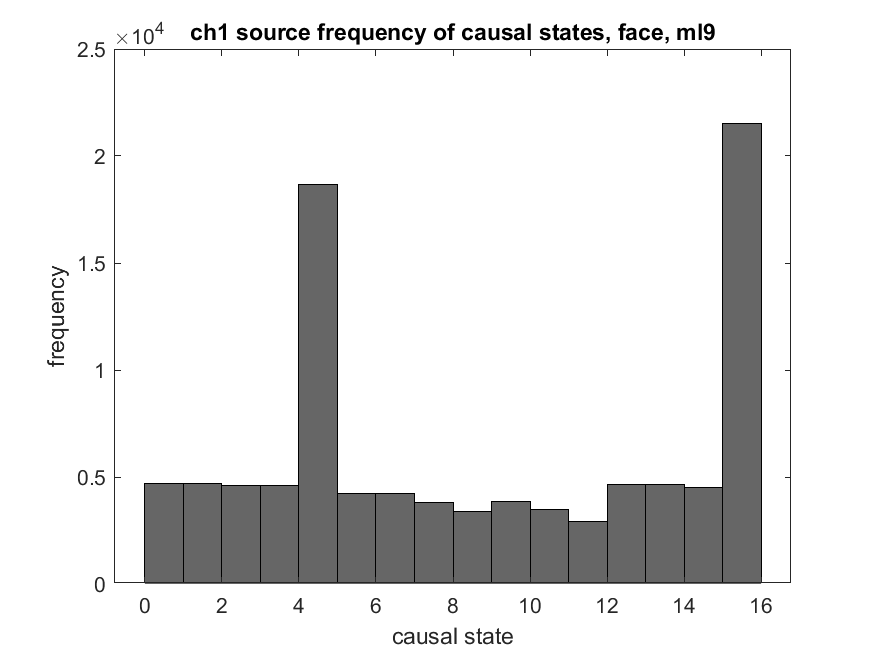 ×10⁴
ch1 source frequency of causal states, face, ml9
2.5
2
1.5
1
0.5
0
frequency
0 2 4 6 8 10 12 14 16
causal state